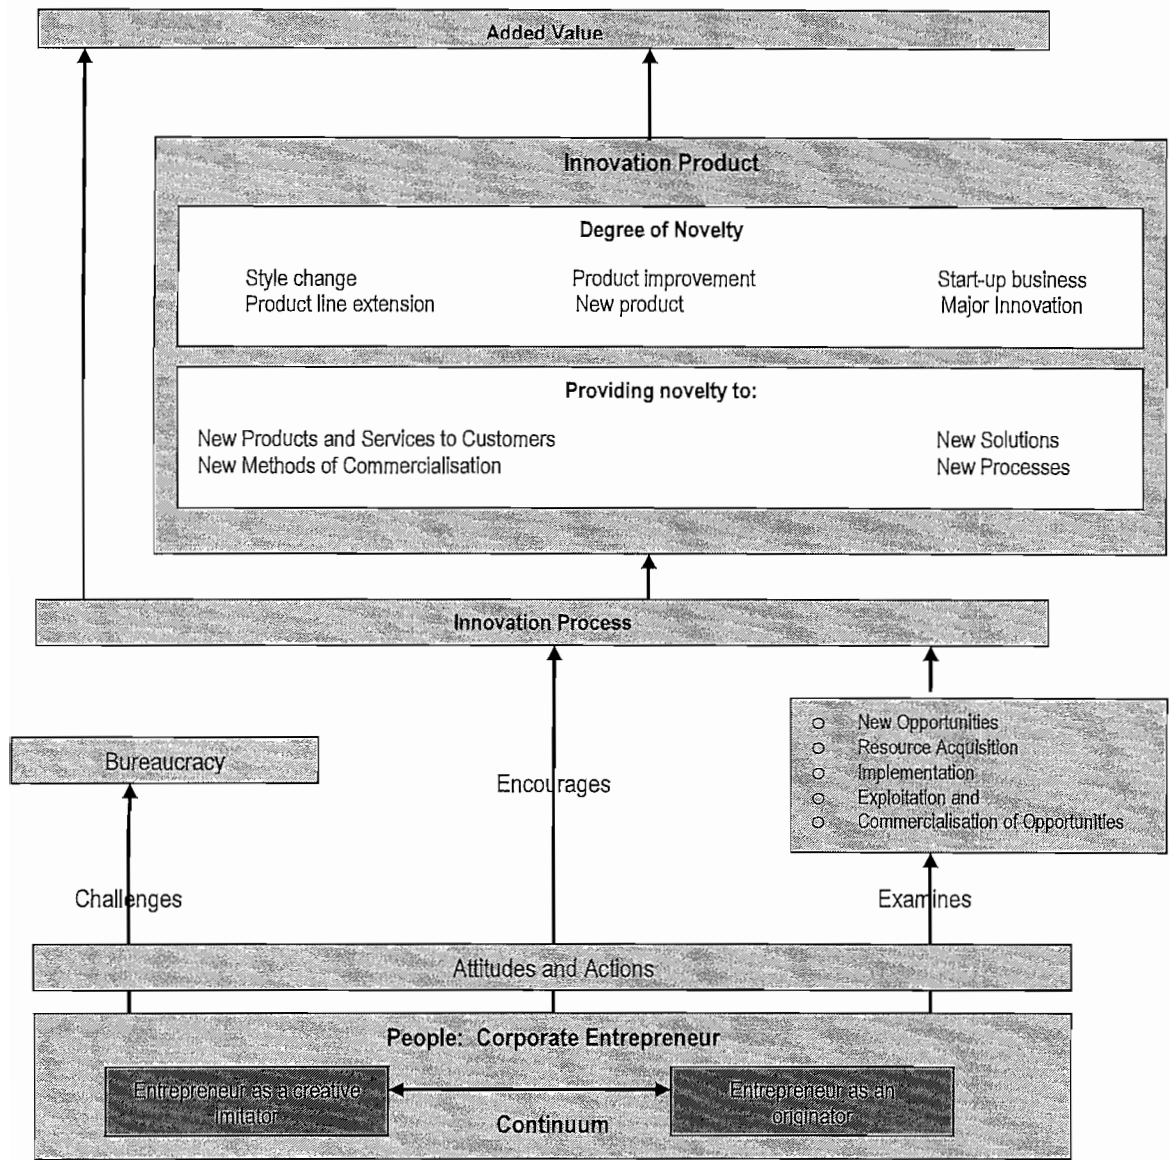 Added Value
Innovation Product
Degree of Novelty
Style change
Product line extension
Product improvement
New product
Start-up business
Major Innovation
Providing novelty to:
New Products and Services to Customers
New Methods of Commercialisation
New Solutions
New Processes
Innovation Process
Bureaucracy
Encourages
o New Opportunities
o Resource Acquisition
o Implementation
o Exploitation and
o Commercialisation of Opportunities
Challenges
Examines
Attitudes and Actions
People: Corporate Entrepreneur
Entrepreneur as a creative
imitator
Continuum
Entrepreneur as an
originator